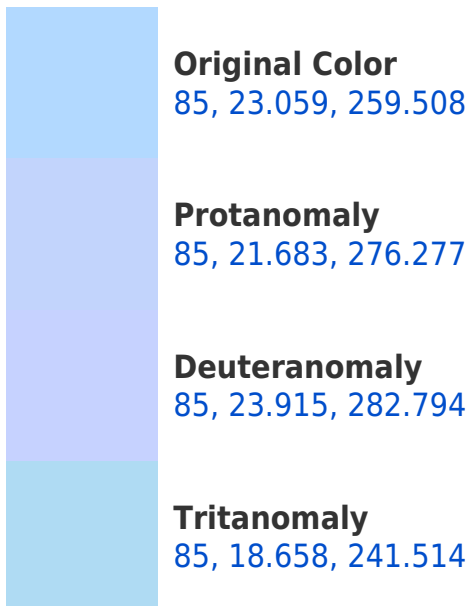 Original Color
85, 23.059, 259.508
Protanomaly
85, 21.683, 276.277
Deuteranomaly
85, 23.915, 282.794
Tritanomaly
85, 18.658, 241.514